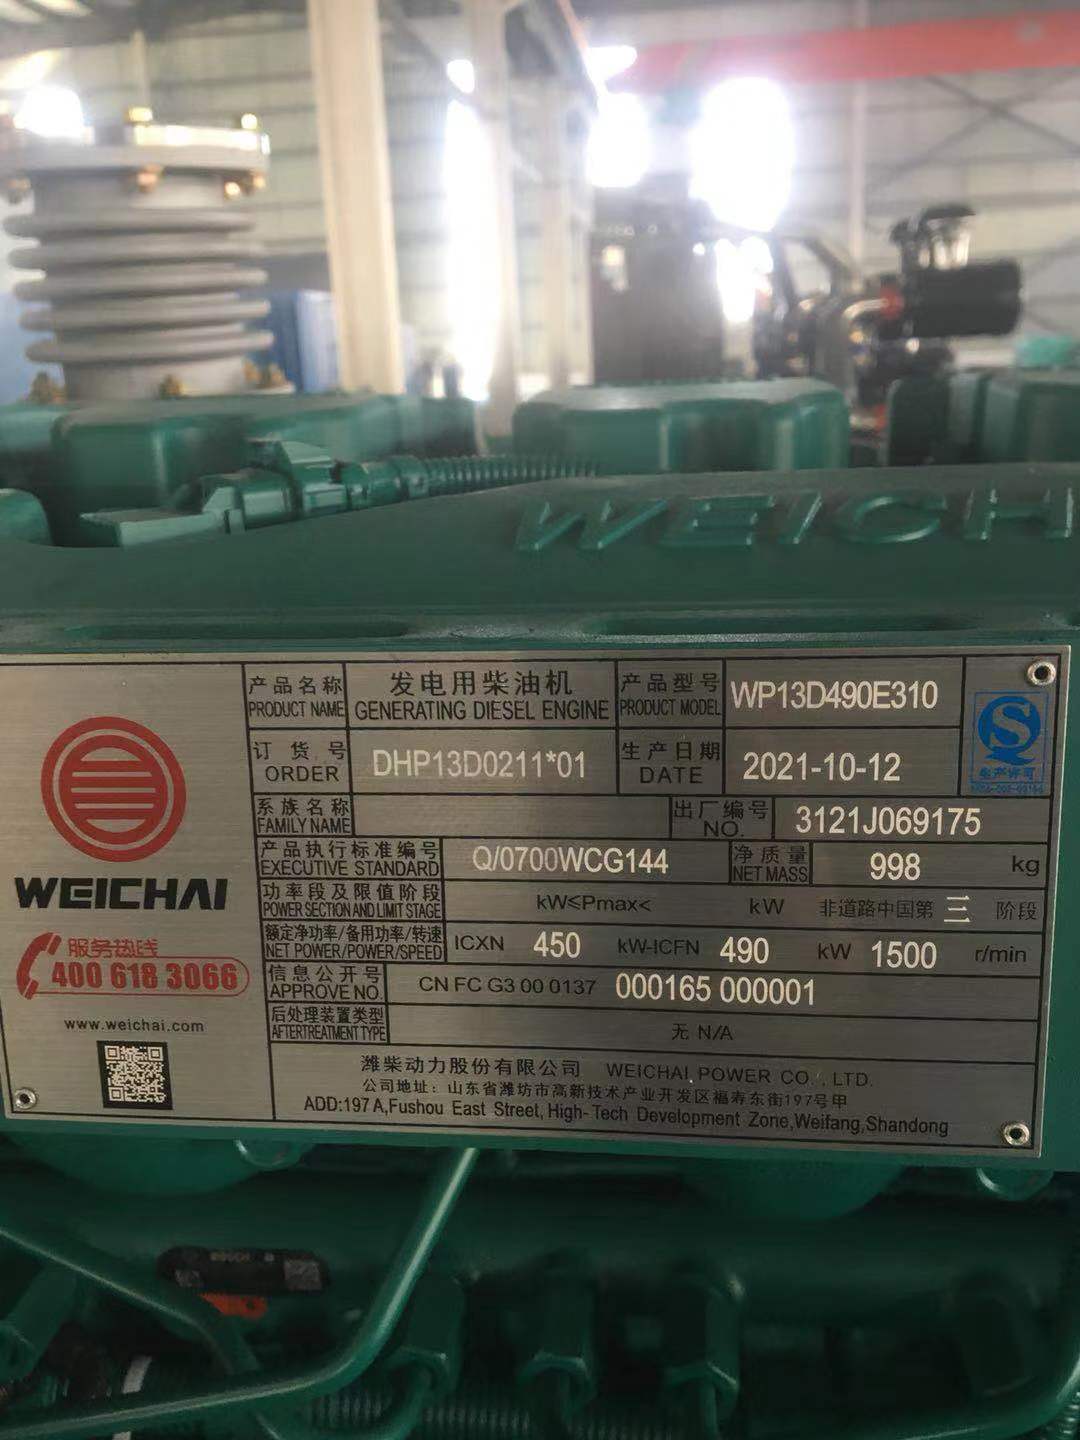 WEICH
产品名称 发电用柴油机 产品型号 WP13D490E310
PRODUCT NAME GENERATING DIESEL ENGINE PRODUCT MODEL
订货号 DHP13D0211*01 生产日期 2021-10-12
ORDER DATE
生产许可
系族名称 出厂编号 3121J069175
FAMILY NAME NO.
产品执行标准编号 Q/0700WCG144 净质量 998 kg
EXECUTIVE STANDARD NET MASS
功率段及限值阶段 kW≤Pmax< kW 非道路中国第 三 阶段
POWER SECTION AND LIMIT STAGE
额定净功率/备用功率/转速 ICXN 450 kW-ICFN 490 kW 1500 r/min
NET POWER/POWER/SPEED
信息公开号 CN FC G3 00 0137 000165 000001
APPROVE NO.
后处理装置类型 无 N/A
AFTERTREATMENT TYPE
WEICHAI
服务热线
400 618 3066
www.weichai.com
潍柴动力股份有限公司 WEICHAI POWER CO., LTD.
公司地址：山东省潍坊市高新技术产业开发区福寿东街197号甲
ADD:197 A,Fushou East Street, High-Tech Development Zone,Weifang,Shandong